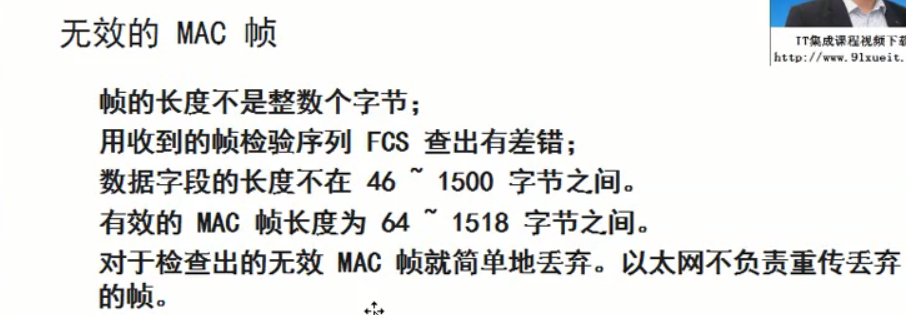 无效的 MAC 帧
IT集成课程视频下载
http://www.91xueit.
帧的长度不是整数个字节；
用收到的帧检验序列 FCS 查出有差错；
数据字段的长度不在 46 ~ 1500 字节之间。
有效的 MAC 帧长度为 64 ~ 1518 字节之间。
对于检查出的无效 MAC 帧就简单地丢弃。以太网不负责重传丢弃
的帧。